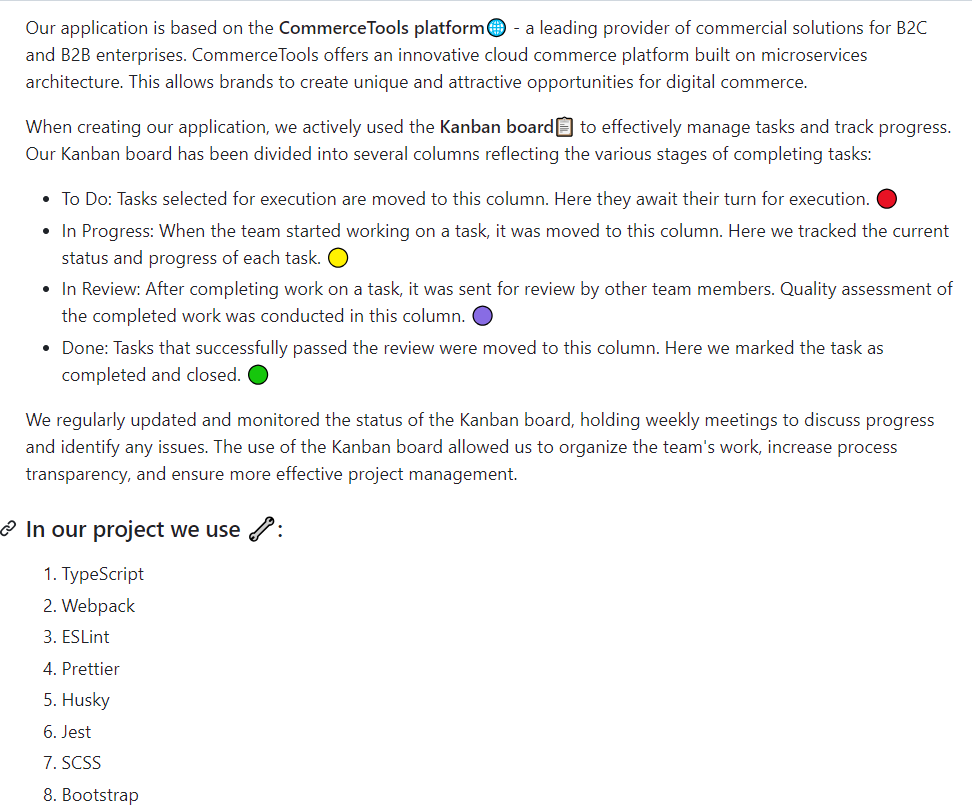 Our application is based on the CommerceTools platform🌐 - a leading provider of commercial solutions for B2C
and B2B enterprises. CommerceTools offers an innovative cloud commerce platform built on microservices
architecture. This allows brands to create unique and attractive opportunities for digital commerce.
When creating our application, we actively used the Kanban board📋 to effectively manage tasks and track progress.
Our Kanban board has been divided into several columns reflecting the various stages of completing tasks:
• To Do: Tasks selected for execution are moved to this column. Here they await their turn for execution. 🔴
• In Progress: When the team started working on a task, it was moved to this column. Here we tracked the current
status and progress of each task. 🟡
• In Review: After completing work on a task, it was sent for review by other team members. Quality assessment of
the completed work was conducted in this column. 🟣
• Done: Tasks that successfully passed the review were moved to this column. Here we marked the task as
completed and closed. 🟢
We regularly updated and monitored the status of the Kanban board, holding weekly meetings to discuss progress
and identify any issues. The use of the Kanban board allowed us to organize the team's work, increase process
transparency, and ensure more effective project management.
In our project we use 🔧:
1. TypeScript
2. Webpack
3. ESLint
4. Prettier
5. Husky
6. Jest
7. SCSS
8. Bootstrap